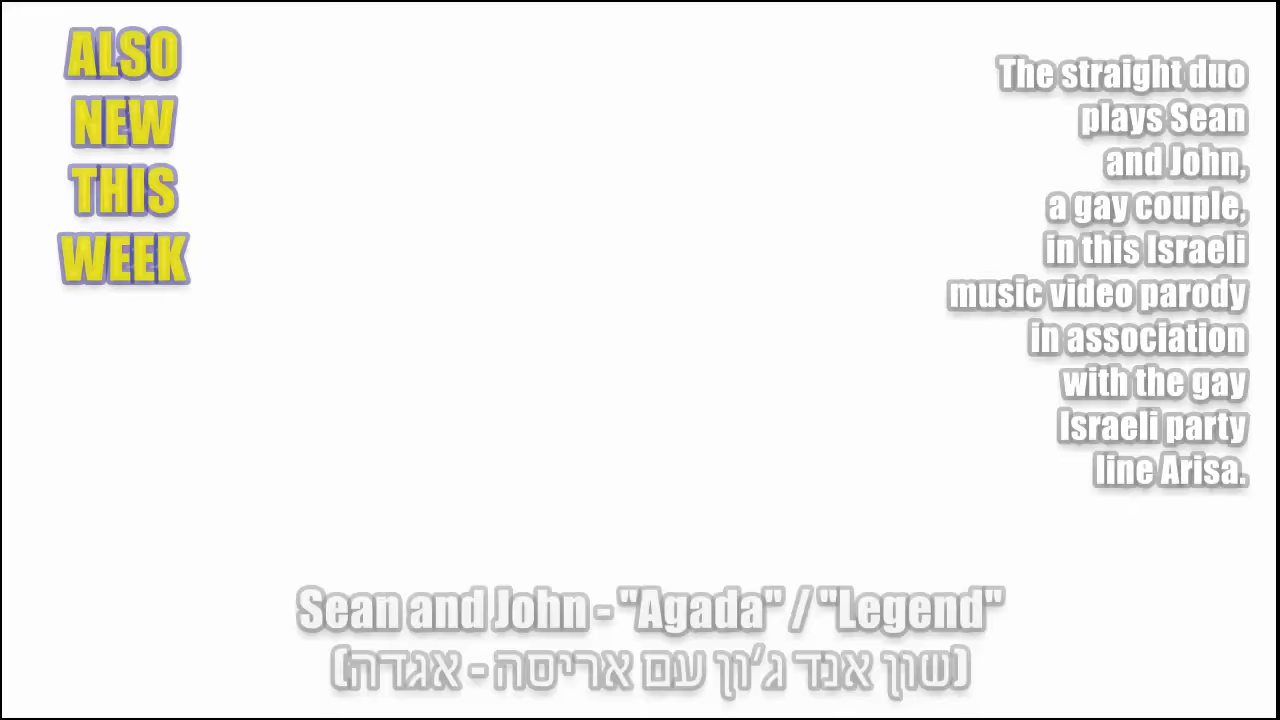 ALSO
NEW
THIS
WEEK
The straight duo
plays Sean
and John,
a gay couple,
in this Israeli
music video parody
in association
with the gay
Israeli party
line Arisa.
Sean and John - "Agada" / "Legend"
(שון אנד ג'ון עם אריסה - אגדה)